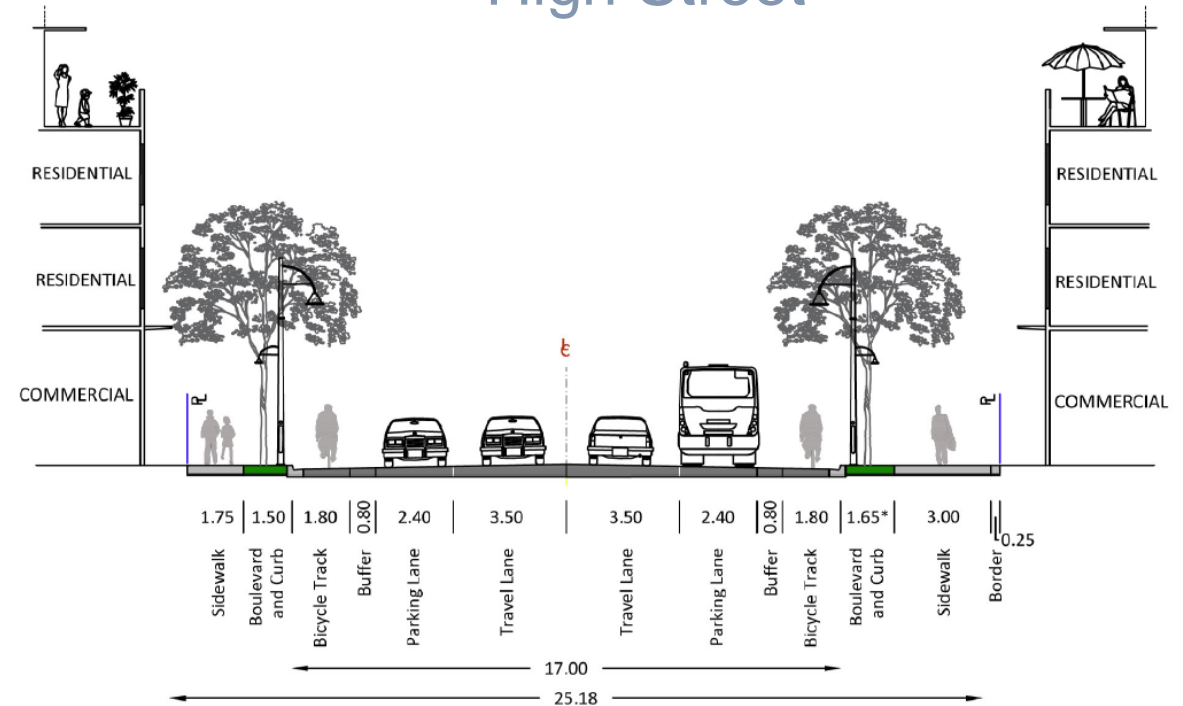 High Street
RESIDENTIAL
RESIDENTIAL
RESIDENTIAL
RESIDENTIAL
COMMERCIAL
COMMERCIAL
PL
CL
PL
1.75 1.50 1.80 0.80 2.40 3.50 3.50 2.40 0.80 1.80 1.65* 3.00
0.25
Sidewalk
Boulevard
and Curb
Bicycle Track
Buffer
Parking Lane
Travel Lane
Travel Lane
Parking Lane
Buffer
Bicycle Track
Boulevard
and Curb
Sidewalk
Border
17.00
25.18